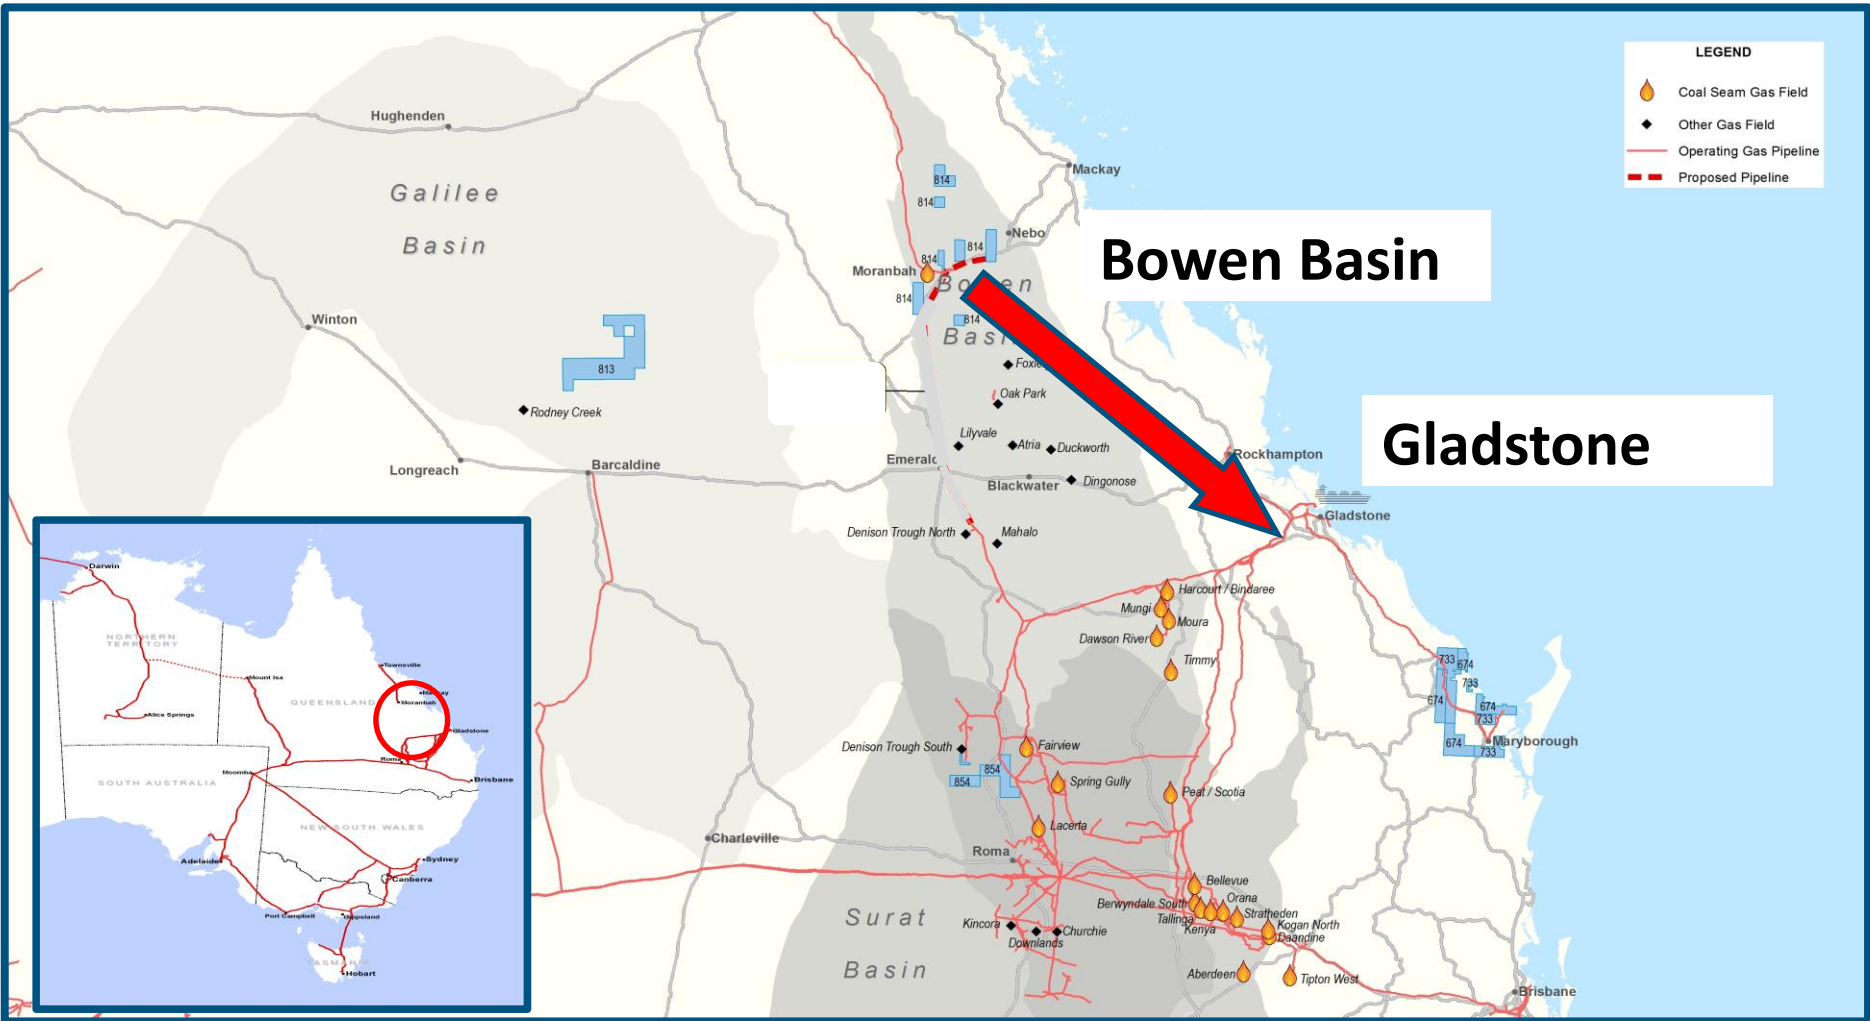 LEGEND
Coal Seam Gas Field
Other Gas Field
Operating Gas Pipeline
Proposed Pipeline
Bowen Basin
Gladstone
Hughenden
Galilee
Basin
Mackay
814
814
Nebo
814
814
Moranbah
814
Bowen
814
Winton
813
Oak Park
Rodney Creek
Lilyvale
Atria
Duckworth
Rockhampton
Emerald
Longreach
Barcaldine
Blackwater
Dingonose
Gladstone
Denison Trough North
Mahalo
Harcourt / Bindaree
Mungi
Moura
Dawson River
Timmy
733
674
733
674
674
733
674
733
Maryborough
Denison Trough South
Fairview
854
854
Spring Gully
Peat / Scotia
Lacerta
Charleville
Roma
Bellevue
Berwyndale South
Orana
Tallinga
Stratheden
Kenya
Kogan North
Daandine
Surat
Basin
Kincora
Downlands
Churchie
Aberdeen
Tipton West
Brisbane
Darwin
NORTHERN
TERRITORY
Townsville
Mount Isa
Mackay
QUEENSLAND
Moranbah
Alice Springs
Gladstone
Roma
Moomba
Brisbane
SOUTH AUSTRALIA
NEW SOUTH WALES
Sydney
Adelaide
Canberra
Port Campbell
Gippsland
TASMANIA
Hobart